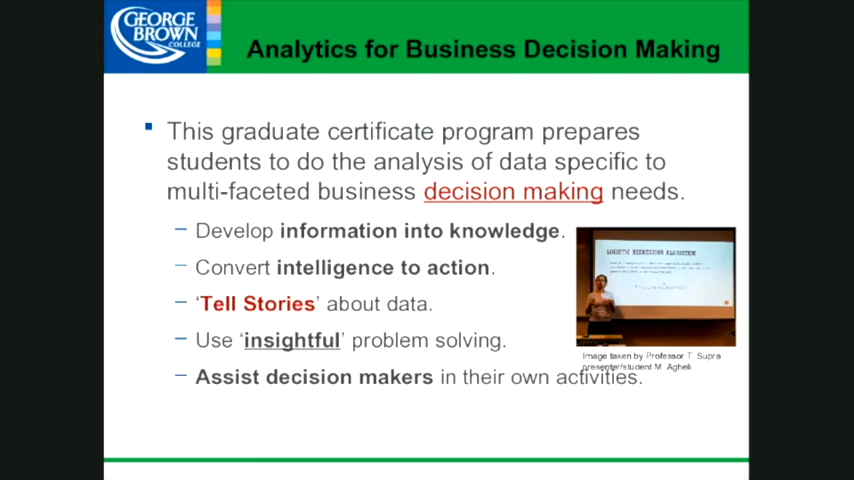 GEORGE
BROWN
COLLEGE
Analytics for Business Decision Making
This graduate certificate program prepares
students to do the analysis of data specific to
multi-faceted business decision making needs.
– Develop information into knowledge.
– Convert intelligence to action.
– ‘Tell Stories’ about data.
– Use ‘insightful’ problem solving.
– Assist decision makers in their own activities.
LOGISTIC REGRESSION ALGORITHM
Image taken by Professor T. Supra
presenter/student M. Agheli